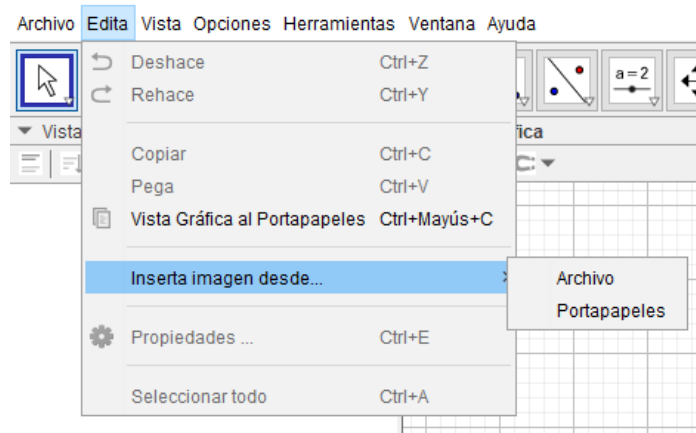 Archivo Edita Vista Opciones Herramientas Ventana Ayuda
Deshace Ctrl+Z
a=2
Rehace Ctrl+Y
Vista
fica
Copiar Ctrl+C
Pega Ctrl+V
Vista Gráfica al Portapapeles Ctrl+Mayús+C
Inserta imagen desde...
Archivo
Portapapeles
Propiedades ... Ctrl+E
Seleccionar todo Ctrl+A